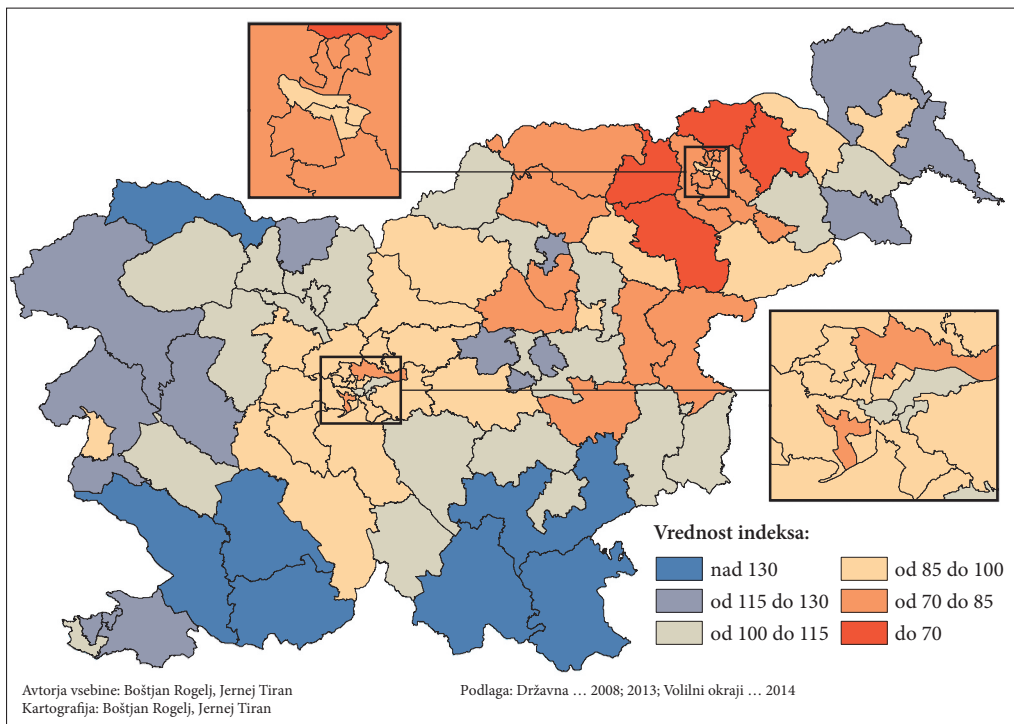 Vrednost indeksa:
nad 130
od 115 do 130
od 100 do 115
od 85 do 100
od 70 do 85
do 70
Avtorja vsebine: Boštjan Rogelj, Jernej Tiran
Kartografija: Boštjan Rogelj, Jernej Tiran
Podlaga: Državna … 2008; 2013; Volilni okraji … 2014